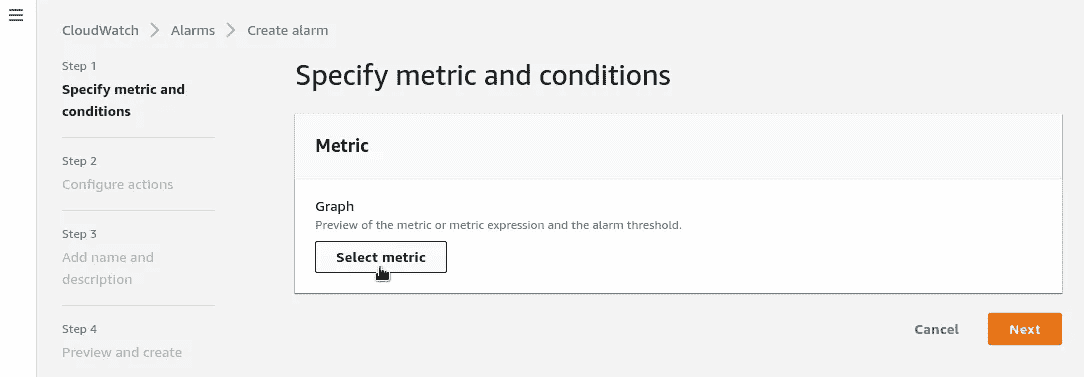 CloudWatch > Alarms > Create alarm
Step 1
Specify metric and
conditions
Step 2
Configure actions
Step 3
Add name and
description
Step 4
Preview and create
Specify metric and conditions
Metric
Graph
Preview of the metric or metric expression and the alarm threshold.
Select metric
Cancel
Next